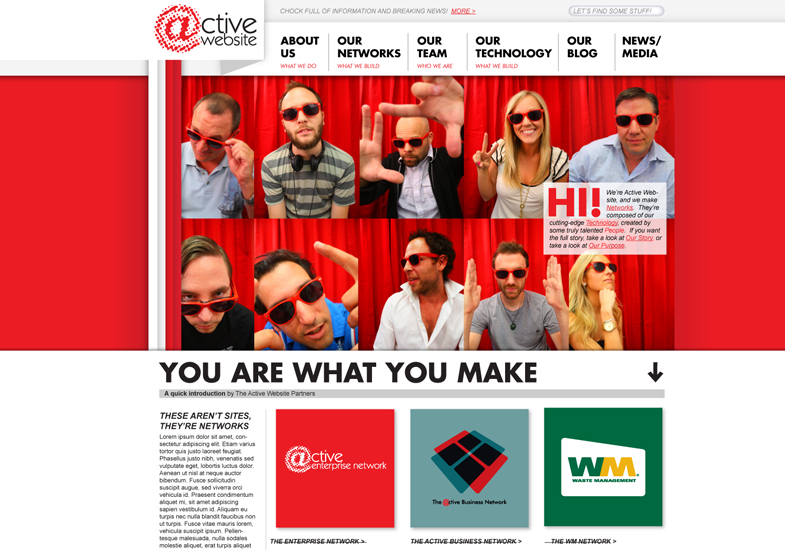 @ctive
website
CHOCK FULL OF INFORMATION AND BREAKING NEWS! MORE >
LET'S FIND SOME STUFF!
ABOUT
US
WHAT WE DO
OUR
NETWORKS
WHAT WE BUILD
OUR
TEAM
WHO WE ARE
OUR
TECHNOLOGY
WHAT WE BUILD
OUR
BLOG
NEWS/
MEDIA
HI!
We're Active Web-
site, and we make
Networks. They're
composed of our
cutting-edge Technology, created by
some truly talented People. If you want
the full story, take a look at Our Story, or
take a look at Our Purpose.
YOU ARE WHAT YOU MAKE
A quick introduction by The Active Website Partners
THESE AREN'T SITES,
THEY'RE NETWORKS
Lorem ipsum dolor sit amet, con-
sectetur adipiscing elit. Etiam varius
tortor quis justo laoreet feugiat.
Phasellus justo nibh, venenatis sed
vulputate eget, lobortis luctus dolor.
Aenean ut nisl at neque auctor
bibendum. Fusce sollicitudin
suscipit augue, sed viverra orci
vehicula id. Praesent condimentum
aliquet mi, sit amet adipiscing
sapien vestibulum id. Aliquam eu
turpis nec nulla blandit faucibus non
ut turpis. Fusce vitae mauris lorem,
vehicula suscipit ipsum. Pellen-
tesque malesuada, nulla sodales
molestie aliquet, erat turpis aliquet
@ctive
enterprise network
The @ctive Business Network
WM
WASTE MANAGEMENT
THE ENTERPRISE NETWORK >
THE ACTIVE BUSINESS NETWORK >
THE WM NETWORK >